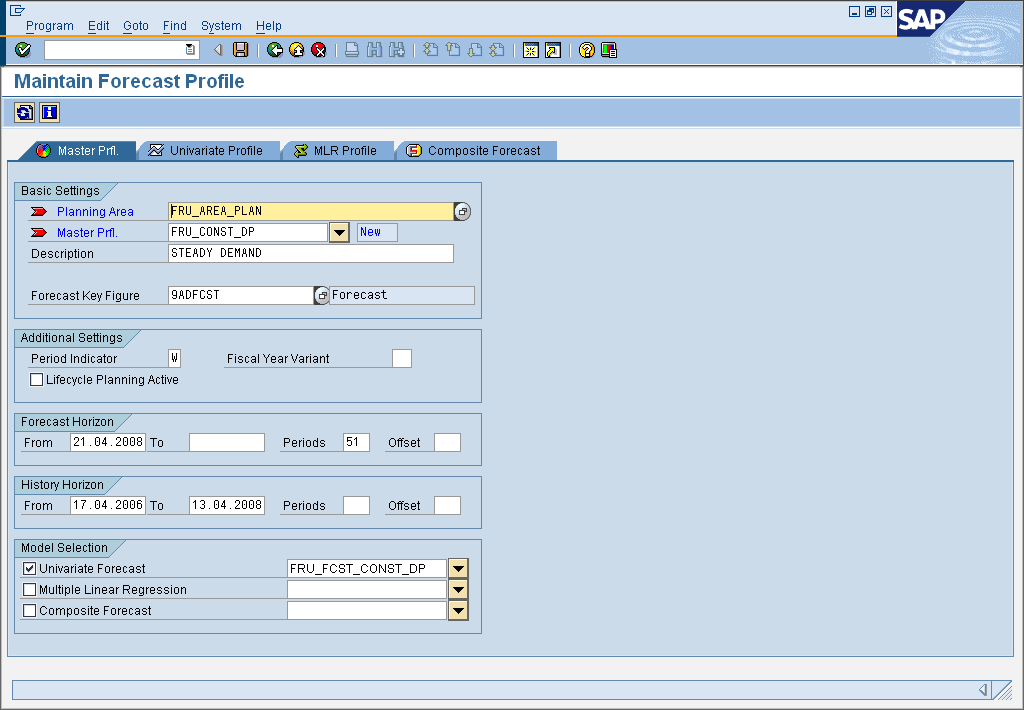 Program Edit Goto Find System Help
SAP
Maintain Forecast Profile
Master Prfl. Univariate Profile MLR Profile Composite Forecast
Basic Settings
Planning Area FRU_AREA_PLAN
Master Prfl. FRU_CONST_DP New
Description STEADY DEMAND
Forecast Key Figure 9ADFCST Forecast
Additional Settings
Period Indicator W Fiscal Year Variant
Lifecycle Planning Active
Forecast Horizon
From 21.04.2008 To Periods 51 Offset
History Horizon
From 17.04.2006 To 13.04.2008 Periods Offset
Model Selection
Univariate Forecast FRU_FCST_CONST_DP
Multiple Linear Regression
Composite Forecast